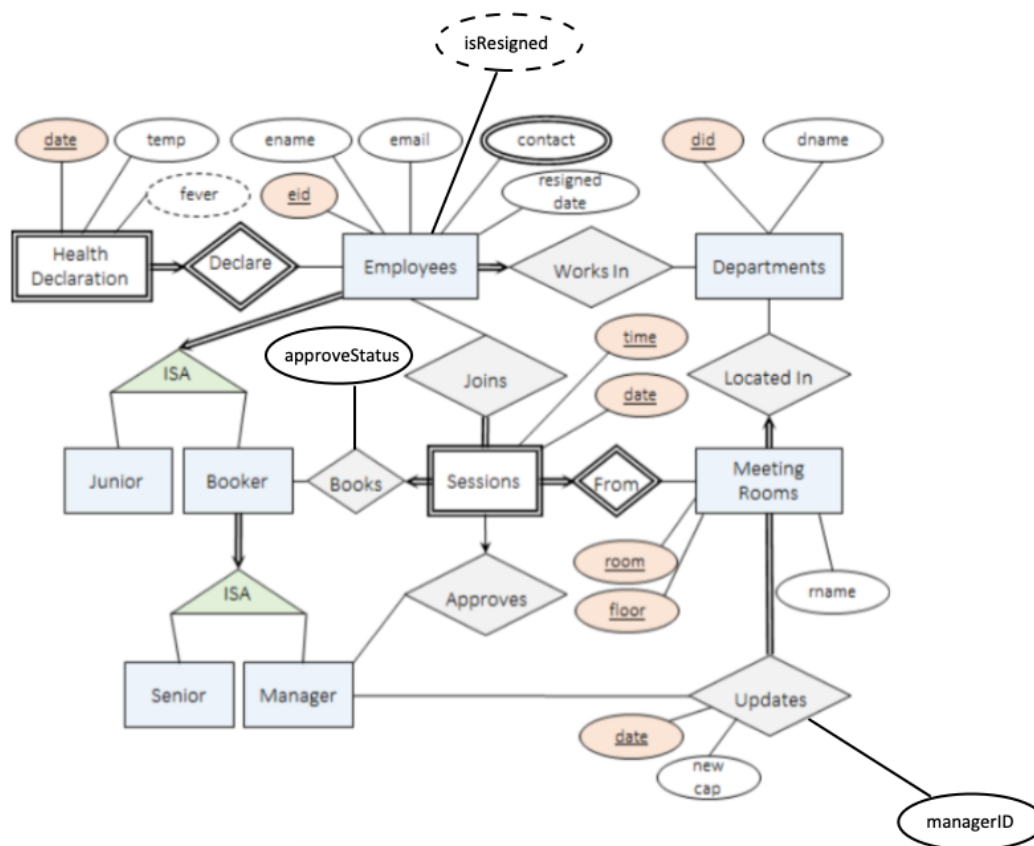 isResigned
date
temp
ename
email
contact
did
dname
fever
eid
resigned
date
Health
Declaration
Declare
Employees
Works In
Departments
approveStatus
time
ISA
Joins
date
Located In
Junior
Booker
Books
Sessions
From
Meeting
Rooms
room
rname
ISA
Approves
floor
Senior
Manager
Updates
date
new
cap
managerID